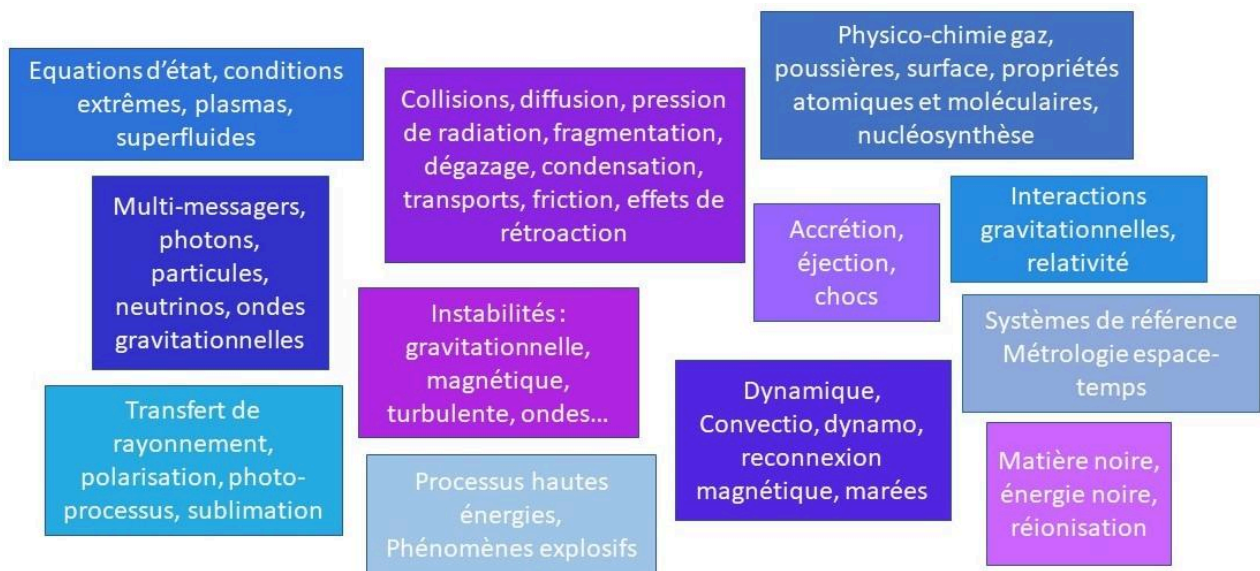 Equations d'état, conditions
extrêmes, plasmas,
superfluides
Collisions, diffusion, pression
de radiation, fragmentation,
dégazage, condensation,
transports, friction, effets de
rétroaction
Physico-chimie gaz,
poussières, surface, propriétés
atomiques et moléculaires,
nucléosynthèse
Multi-messagers,
photons,
particules,
neutrinos, ondes
gravitationnelles
Accrétion,
éjection,
chocs
Interactions
gravitationnelles,
relativité
Instabilités :
gravitationnelle,
magnétique,
turbulente, ondes...
Systèmes de référence
Métrologie espace-
temps
Transfert de
rayonnement,
polarisation, photo-
processus, sublimation
Dynamique,
Convectio, dynamo,
reconnexion
magnétique, marées
Processus hautes
énergies,
Phénomènes explosifs
Matière noire,
énergie noire,
réionisation